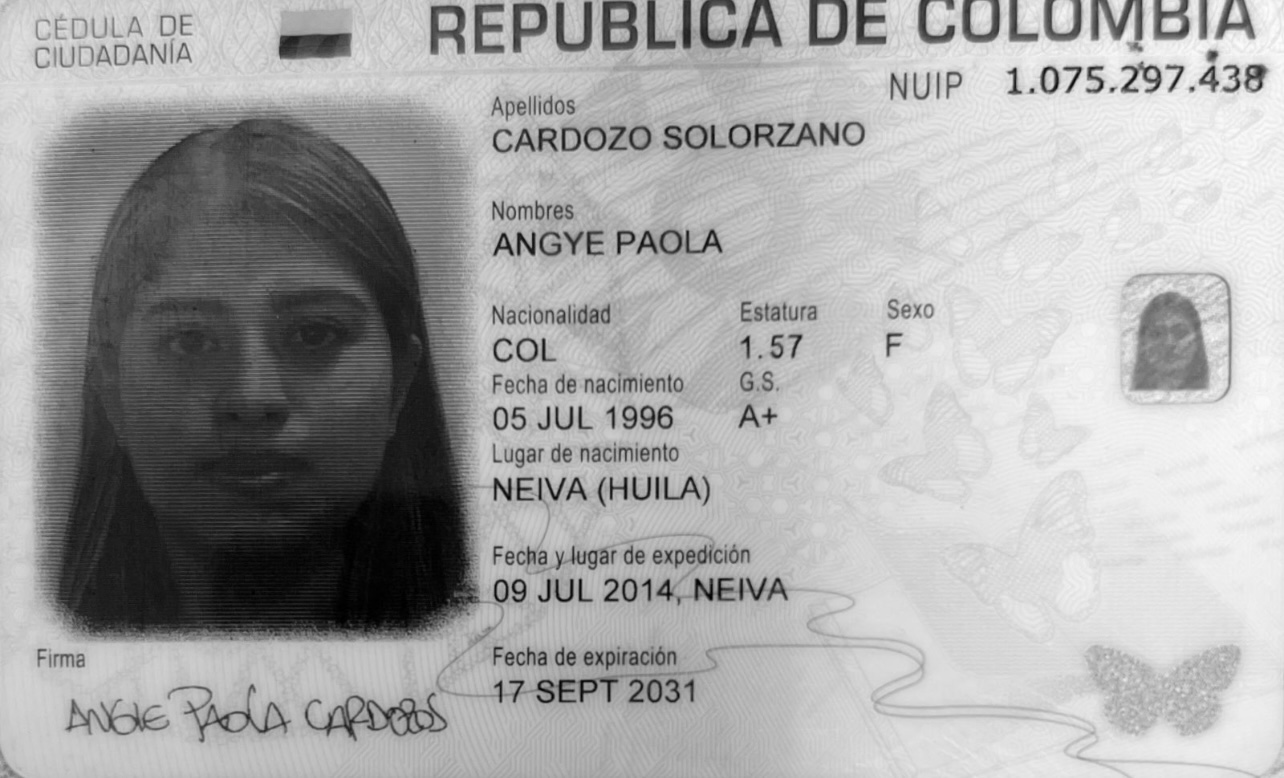 CÉDULA DE
CIUDADANÍA
REPÚBLICA DE COLOMBIA
NUIP 1.075.297.438
Apellidos
CARDOZO SOLORZANO
Nombres
ANGYE PAOLA
Nacionalidad Estatura Sexo
COL 1.57 F
Fecha de nacimiento G.S.
05 JUL 1996 A+
Lugar de nacimiento
NEIVA (HUILA)
Fecha y lugar de expedición
09 JUL 2014, NEIVA
Fecha de expiración
17 SEPT 2031
Firma
ANGIE PAOLA CARDOZO S